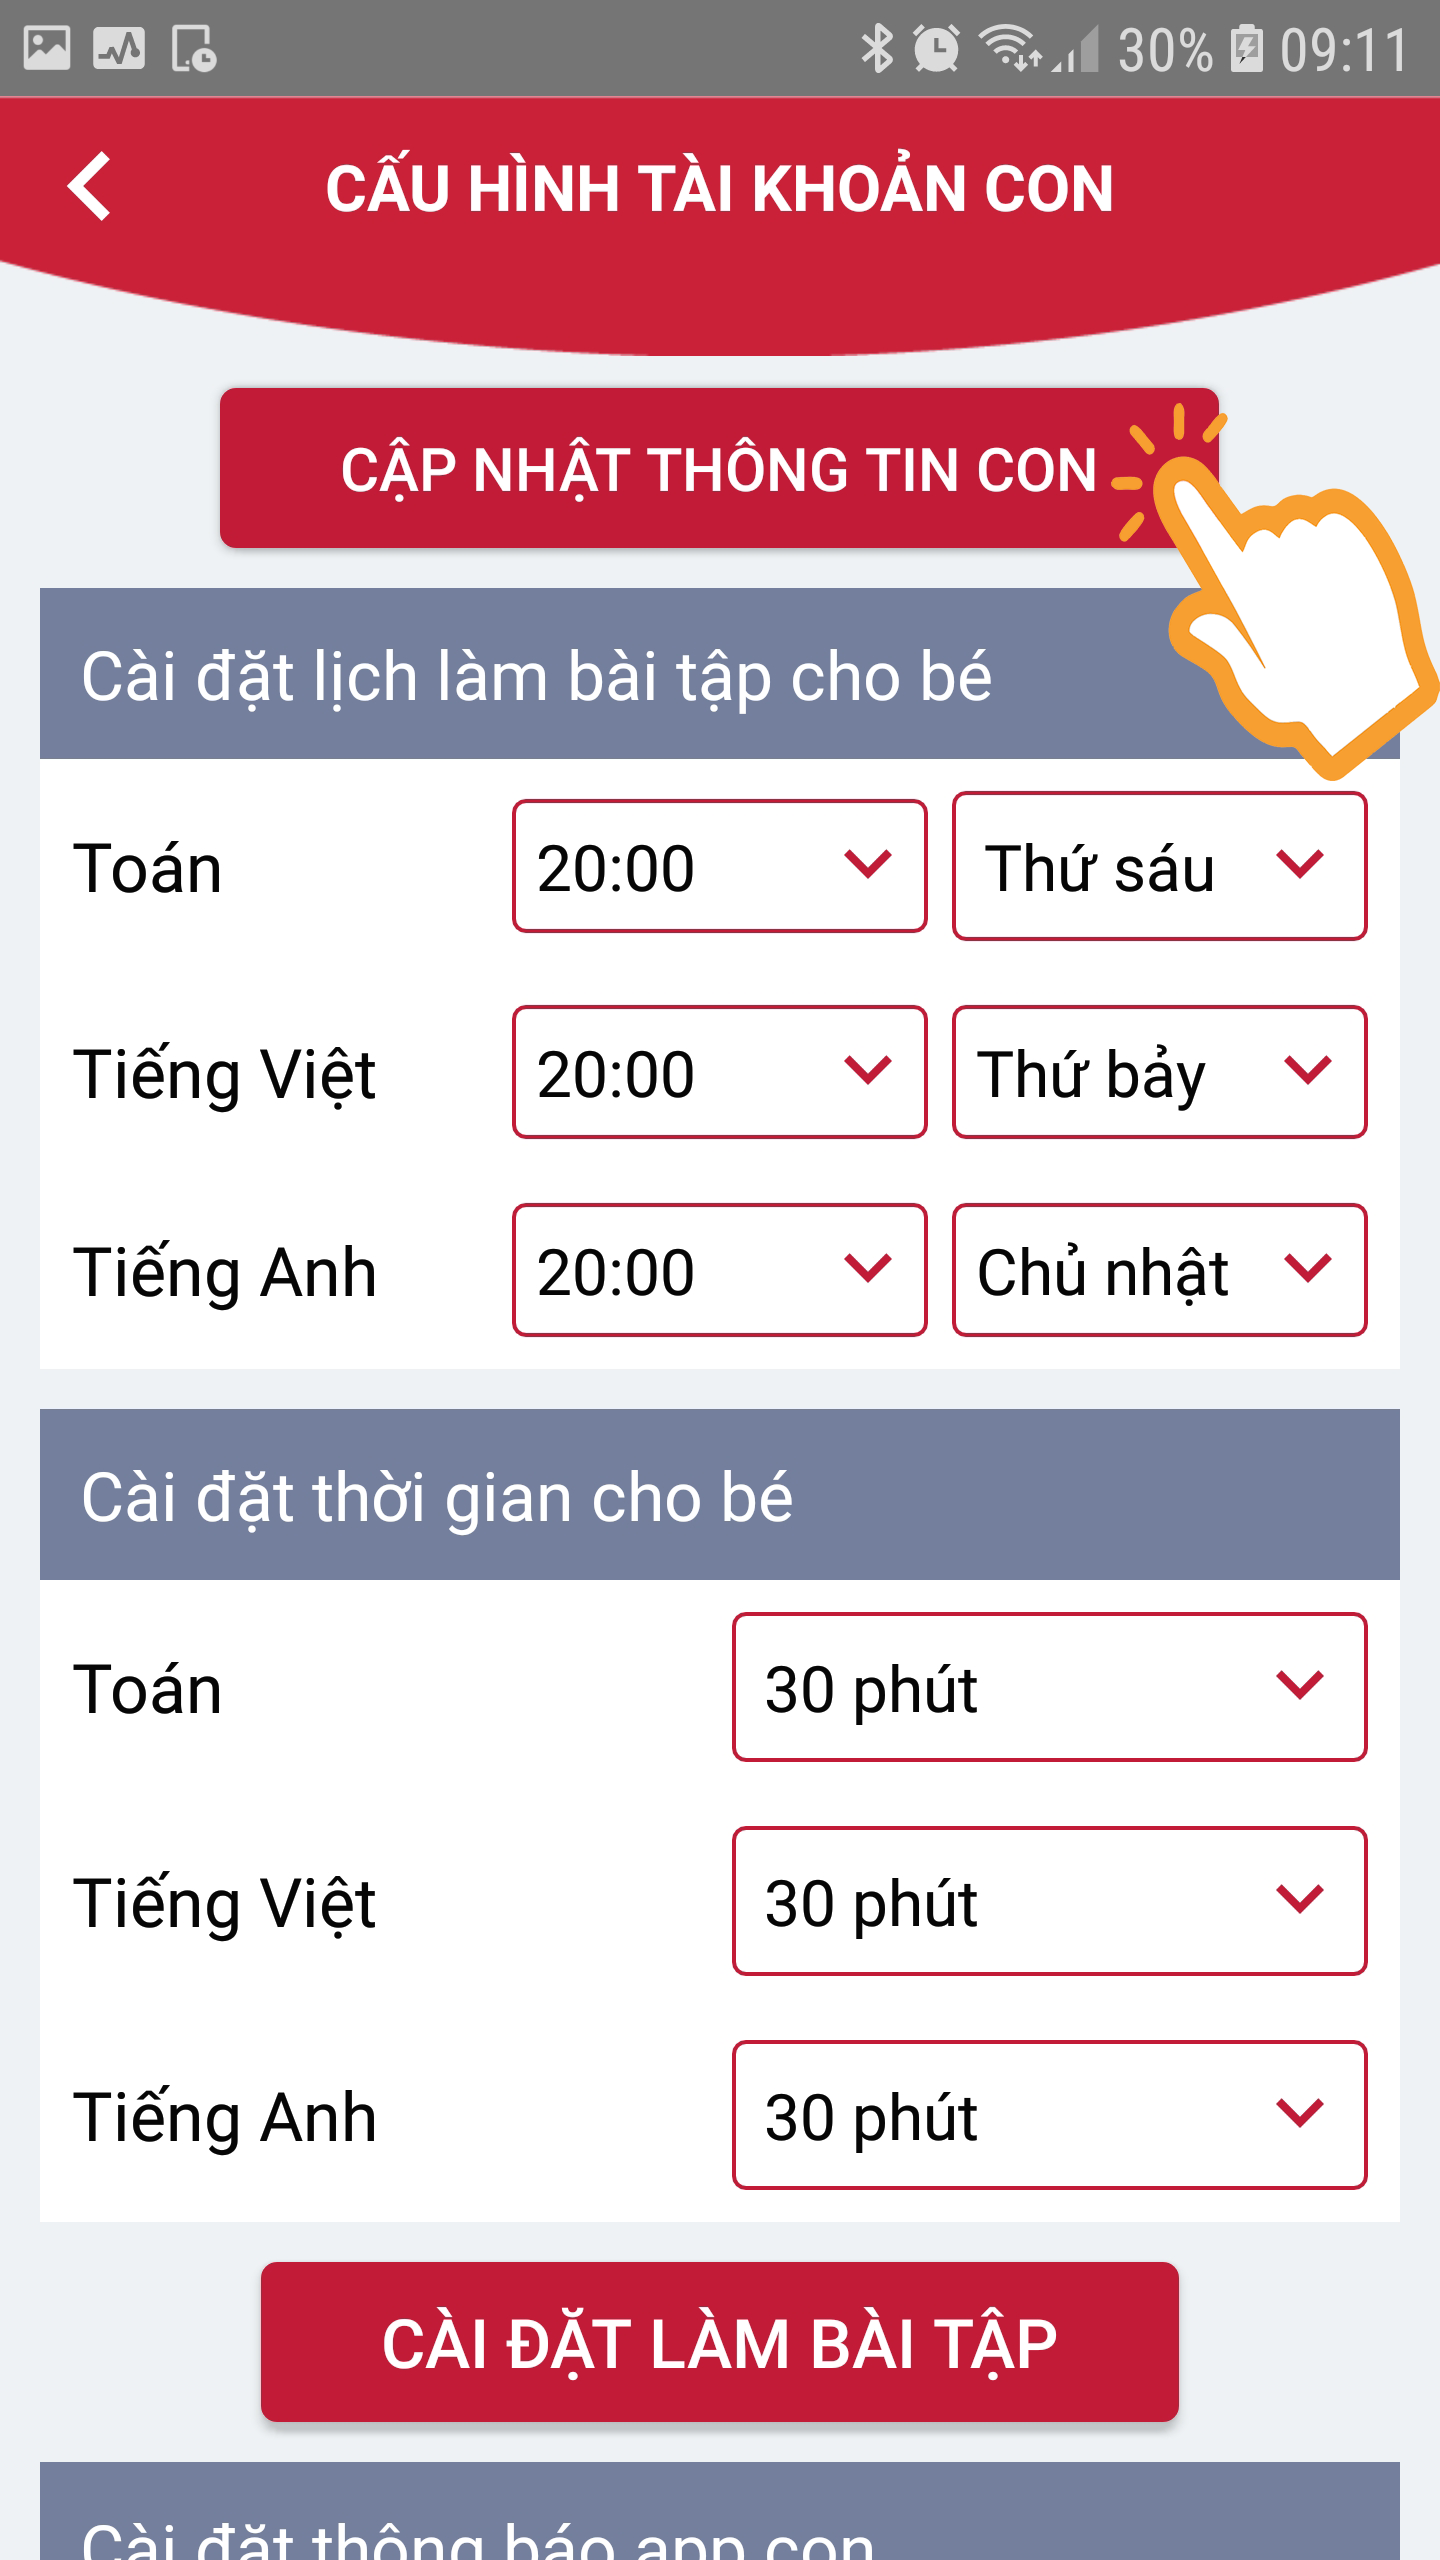 30% 09:11
CẤU HÌNH TÀI KHOẢN CON
CẬP NHẬT THÔNG TIN CON
Cài đặt lịch làm bài tập cho bé
Toán 20:00 Thứ sáu
Tiếng Việt 20:00 Thứ bảy
Tiếng Anh 20:00 Chủ nhật
Cài đặt thời gian cho bé
Toán 30 phút
Tiếng Việt 30 phút
Tiếng Anh 30 phút
CÀI ĐẶT LÀM BÀI TẬP
Cài đặt thông báo app con